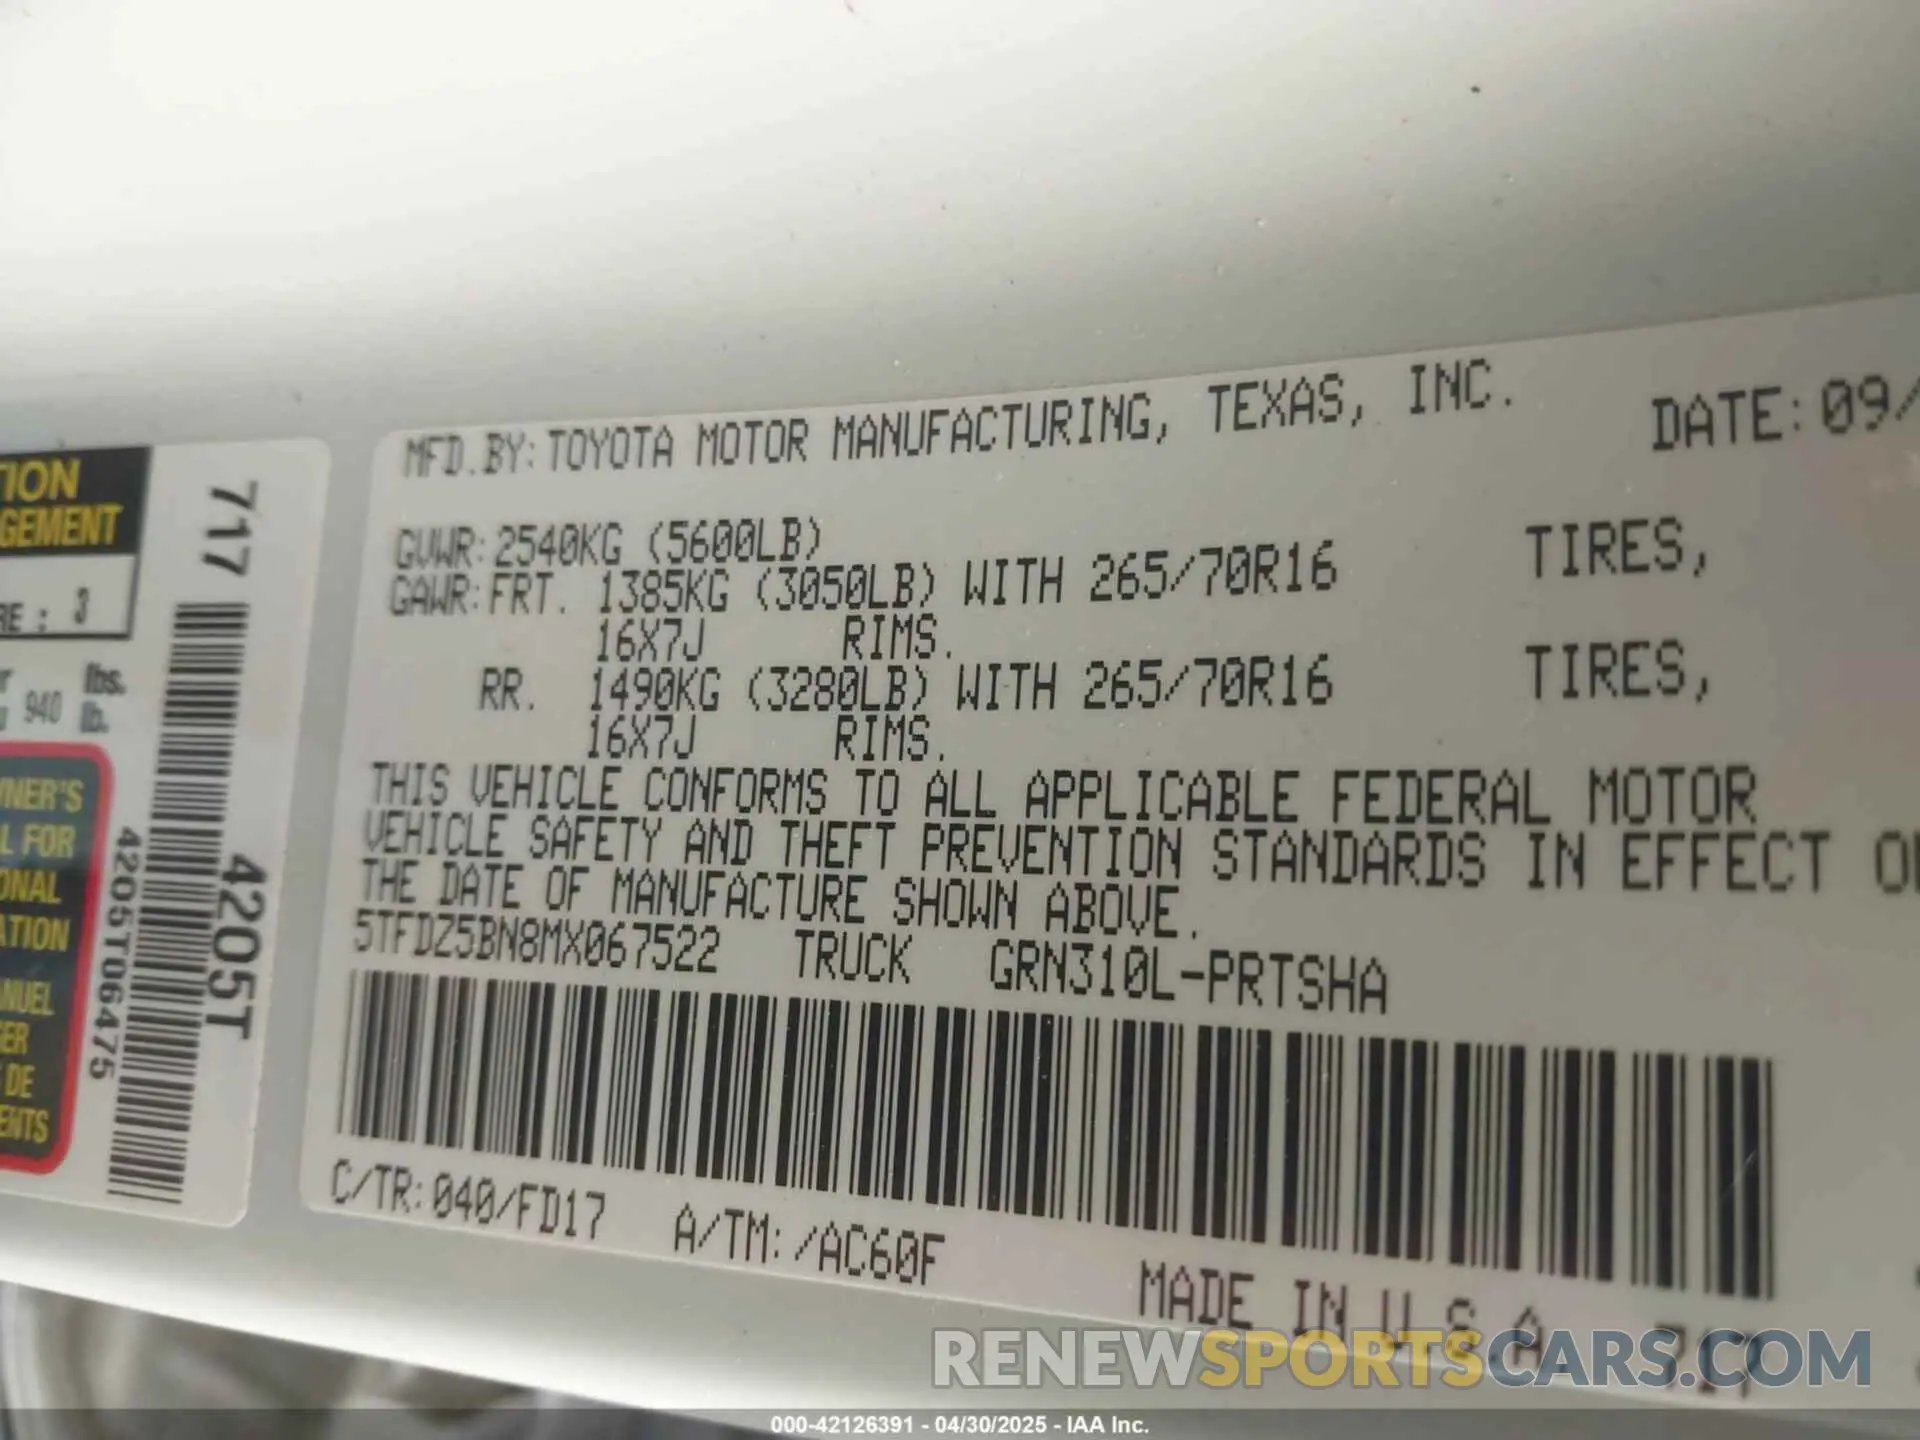 MFD.BY:TOYOTA MOTOR MANUFACTURING, TEXAS, INC. DATE:09/
GVWR:2540KG (5600LB)
GAWR:FRT. 1385KG (3050LB) WITH 265/70R16 TIRES,
16X7J RIMS.
RR. 1490KG (3280LB) WITH 265/70R16 TIRES,
16X7J RIMS.
THIS VEHICLE CONFORMS TO ALL APPLICABLE FEDERAL MOTOR
VEHICLE SAFETY AND THEFT PREVENTION STANDARDS IN EFFECT
THE DATE OF MANUFACTURE SHOWN ABOVE.
5TFDZ5BN8MX067522 TRUCK GRN310L-PRTSHA
C/TR:040/FD17 A/TM:/AC60F
MADE IN U.S.A 717
TION
GEMENT
RE : 3
lbs.
940 lb.
NER'S
L FOR
ONAL
ATION
NUEL
ER
DE
ENTS
717
4205T
4205T06475
RENEWSPORTSCARS.COM
000-42126391 - 04/30/2025 - IAA Inc.